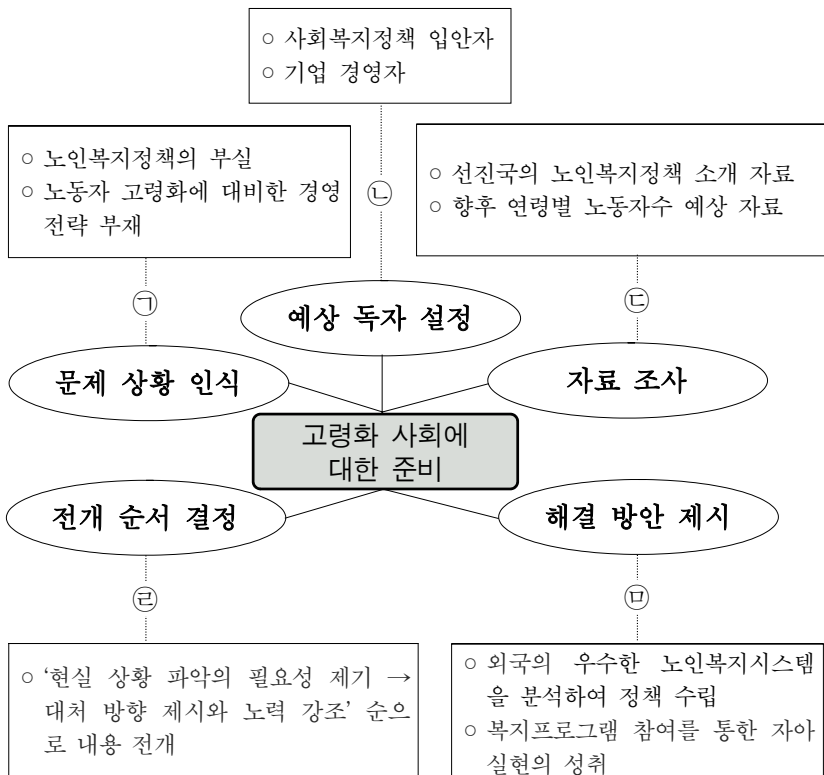 ○ 사회복지정책 입안자
○ 기업 경영자
○ 노인복지정책의 부실
○ 노동자 고령화에 대비한 경영
전략 부재
㉡
○ 선진국의 노인복지정책 소개 자료
○ 향후 연령별 노동자수 예상 자료
㉠
예상 독자 설정
㉢
문제 상황 인식
자료 조사
고령화 사회에
대한 준비
전개 순서 결정
해결 방안 제시
㉣
㉤
○ ‘현실 상황 파악의 필요성 제기 →
대처 방향 제시와 노력 강조’ 순으
로 내용 전개
○ 외국의 우수한 노인복지시스템
을 분석하여 정책 수립
○ 복지프로그램 참여를 통한 자아
실현의 성취